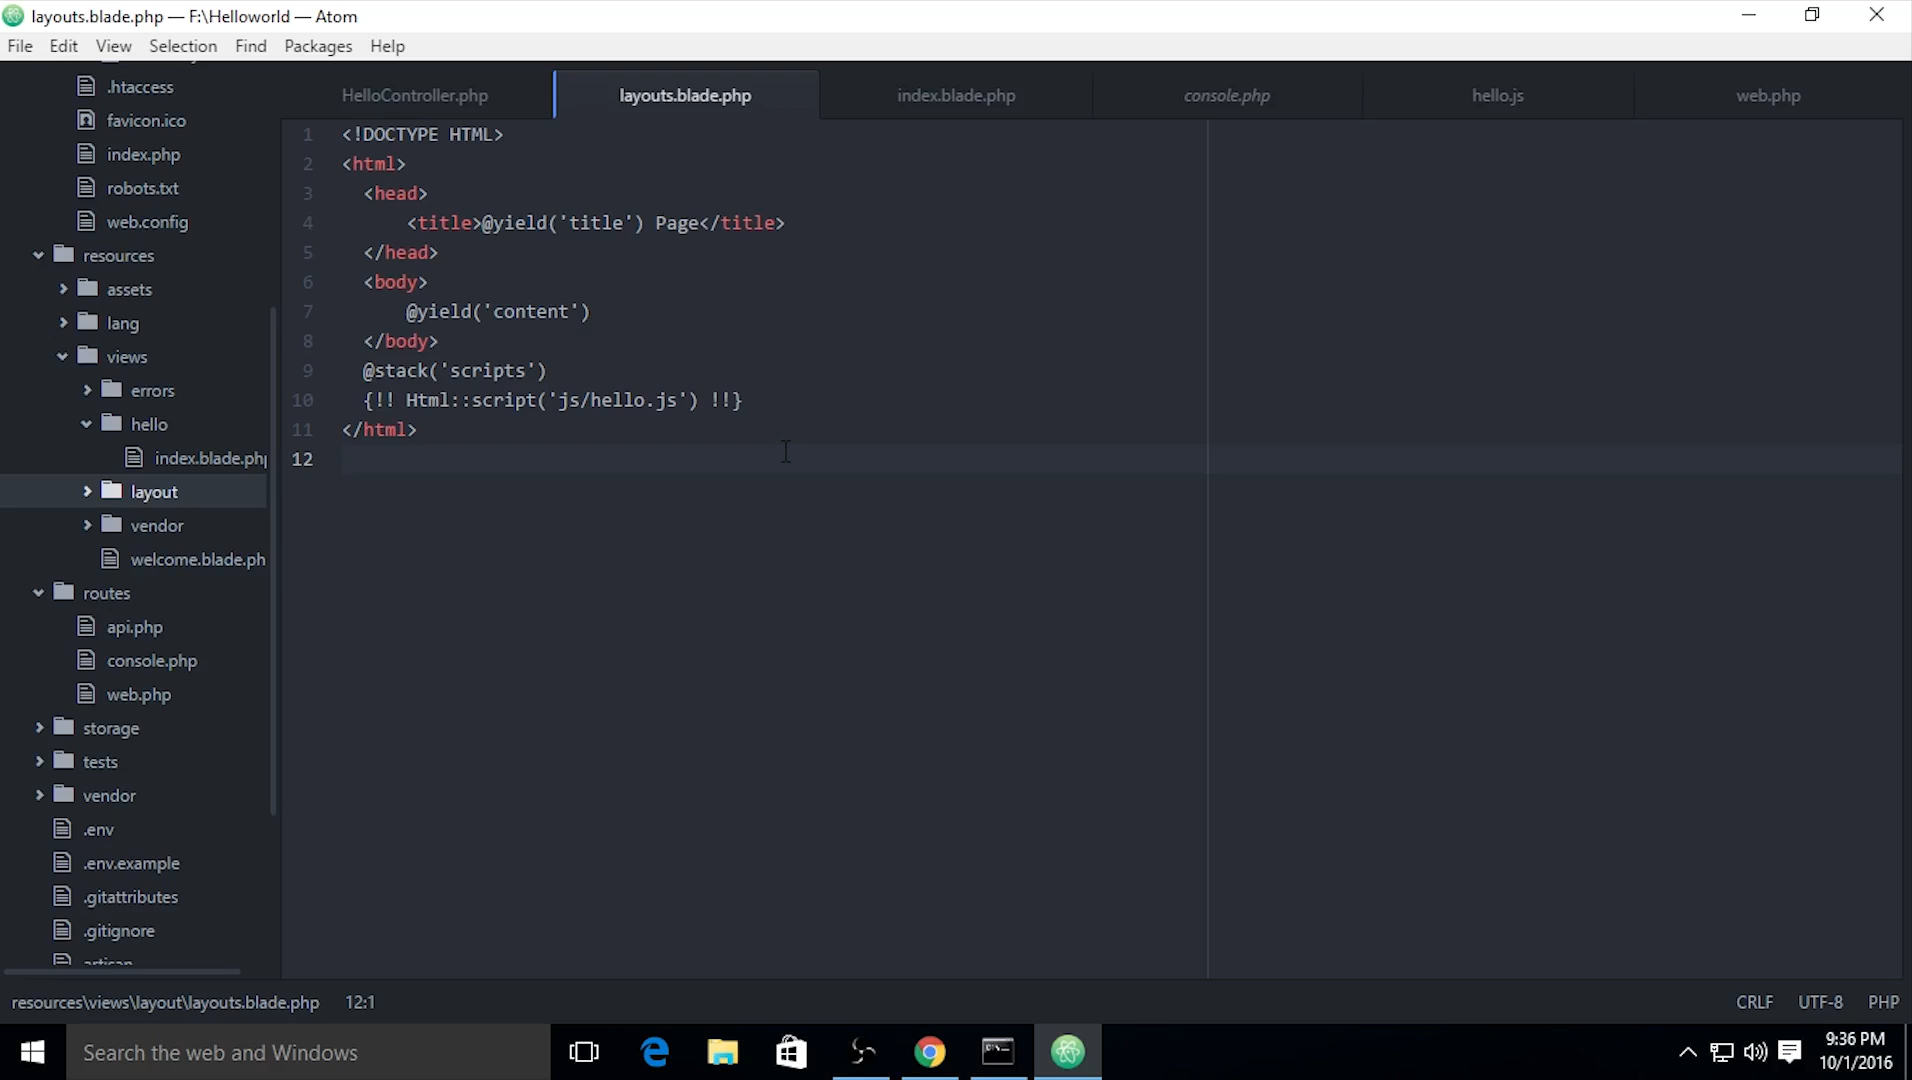 layouts.blade.php — F:\Helloworld — Atom
File Edit View Selection Find Packages Help
.htaccess
favicon.ico
index.php
robots.txt
web.config
resources
assets
lang
views
errors
hello
index.blade.php
layout
vendor
welcome.blade.ph
routes
api.php
console.php
web.php
storage
tests
vendor
.env
.env.example
.gitattributes
.gitignore
artisan
HelloController.php layouts.blade.php index.blade.php console.php hello.js web.php
1 <!DOCTYPE HTML>
2 <html>
3 <head>
4 <title>@yield('title') Page</title>
5 </head>
6 <body>
7 @yield('content')
8 </body>
9 @stack('scripts')
10 {!! Html::script('js/hello.js') !!}
11 </html>
12
resources\views\layout\layouts.blade.php 12:1 CRLF UTF-8 PHP
Search the web and Windows
9:36 PM
10/1/2016